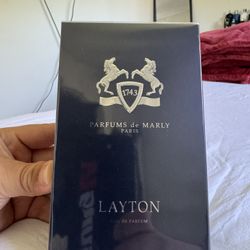 1743
PARFUMS de MARLY
PARIS
LAYTON
EAU DE PARFUM